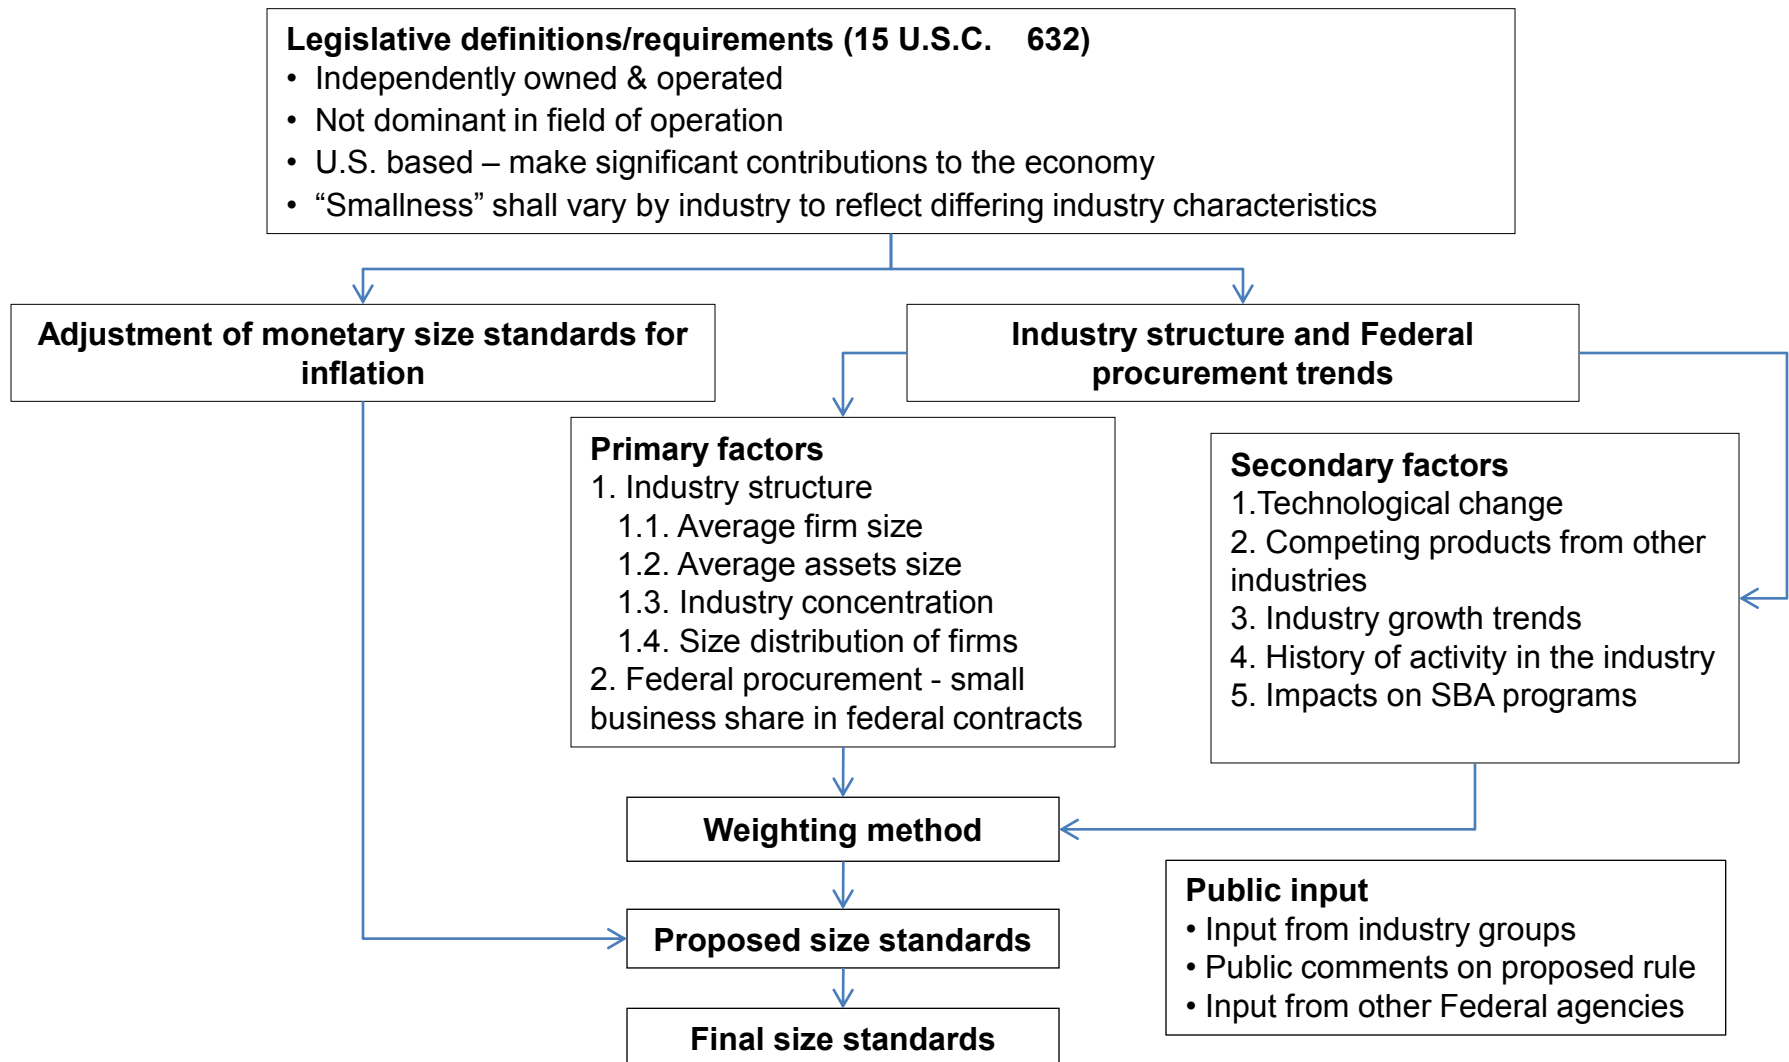 Legislative definitions/requirements (15 U.S.C.    632)
• Independently owned & operated
• Not dominant in field of operation
• U.S. based – make significant contributions to the economy
• “Smallness” shall vary by industry to reflect differing industry characteristics
Adjustment of monetary size standards for
inflation
Industry structure and Federal
procurement trends
Primary factors
1. Industry structure
1.1. Average firm size
1.2. Average assets size
1.3. Industry concentration
1.4. Size distribution of firms
2. Federal procurement - small
business share in federal contracts
Secondary factors
1.Technological change
2. Competing products from other
industries
3. Industry growth trends
4. History of activity in the industry
5. Impacts on SBA programs
Weighting method
Public input
• Input from industry groups
• Public comments on proposed rule
• Input from other Federal agencies
Proposed size standards
Final size standards